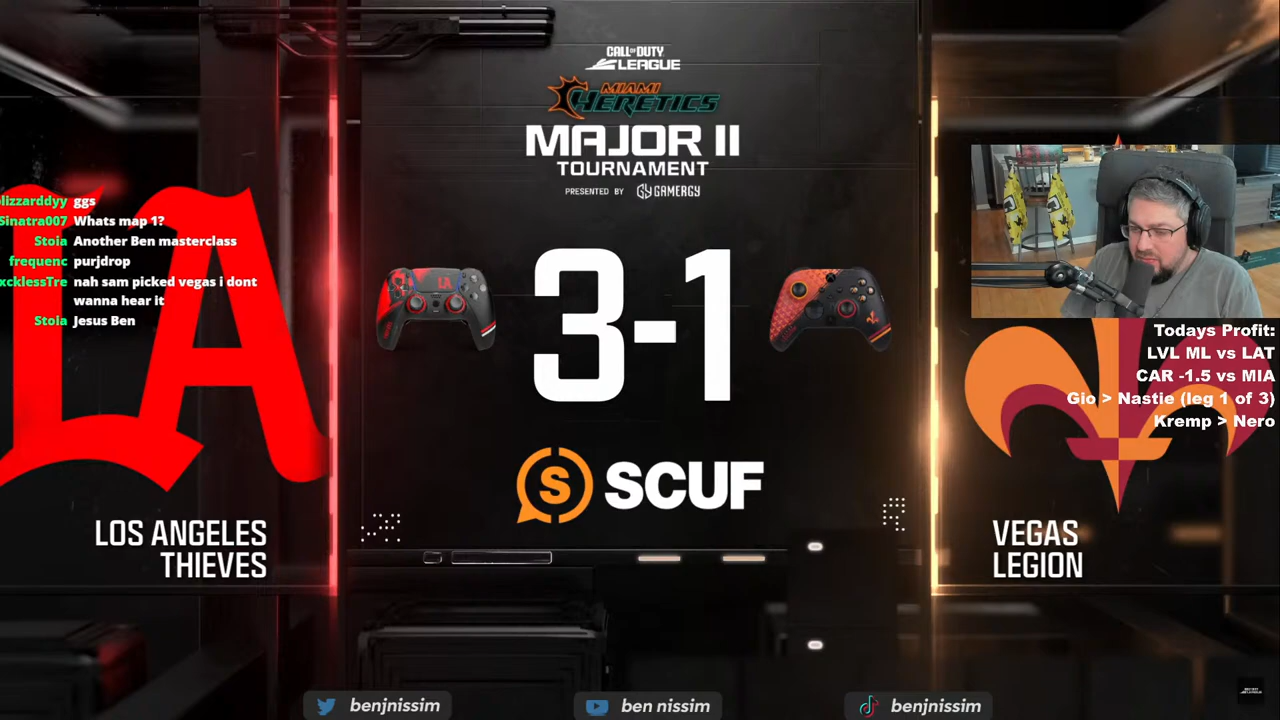 CALL OF DUTY
LEAGUE
MIAMI
HERETICS
MAJOR II
TOURNAMENT
PRESENTED BY GAMERGY
lizzarddyy ggs
Sinatra007 Whats map 1?
Stoia Another Ben masterclass
frequenc purjdrop
xcklessTre nah sam picked vegas i dont
wanna hear it
Stoia Jesus Ben
LA
LA
3-1
S SCUF
LOS ANGELES
THIEVES
VEGAS
LEGION
Todays Profit:
LVL ML vs LAT
CAR -1.5 vs MIA
Gio > Nastie (leg 1 of 3)
Kremp > Nero
benjnissim
ben nissim
benjnissim